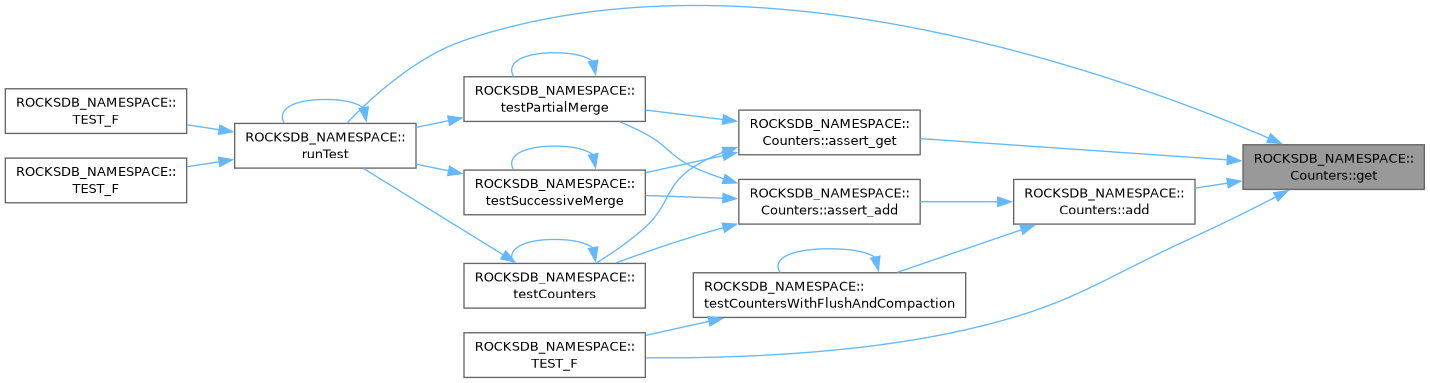 ROCKSDB_NAMESPACE::
TEST_F
ROCKSDB_NAMESPACE::
TEST_F
ROCKSDB_NAMESPACE::
runTest
ROCKSDB_NAMESPACE::
testPartialMerge
ROCKSDB_NAMESPACE::
testSuccessiveMerge
ROCKSDB_NAMESPACE::
testCounters
ROCKSDB_NAMESPACE::
TEST_F
ROCKSDB_NAMESPACE::
Counters::assert_get
ROCKSDB_NAMESPACE::
Counters::assert_add
ROCKSDB_NAMESPACE::
testCountersWithFlushAndCompaction
ROCKSDB_NAMESPACE::
Counters::add
ROCKSDB_NAMESPACE::
Counters::get